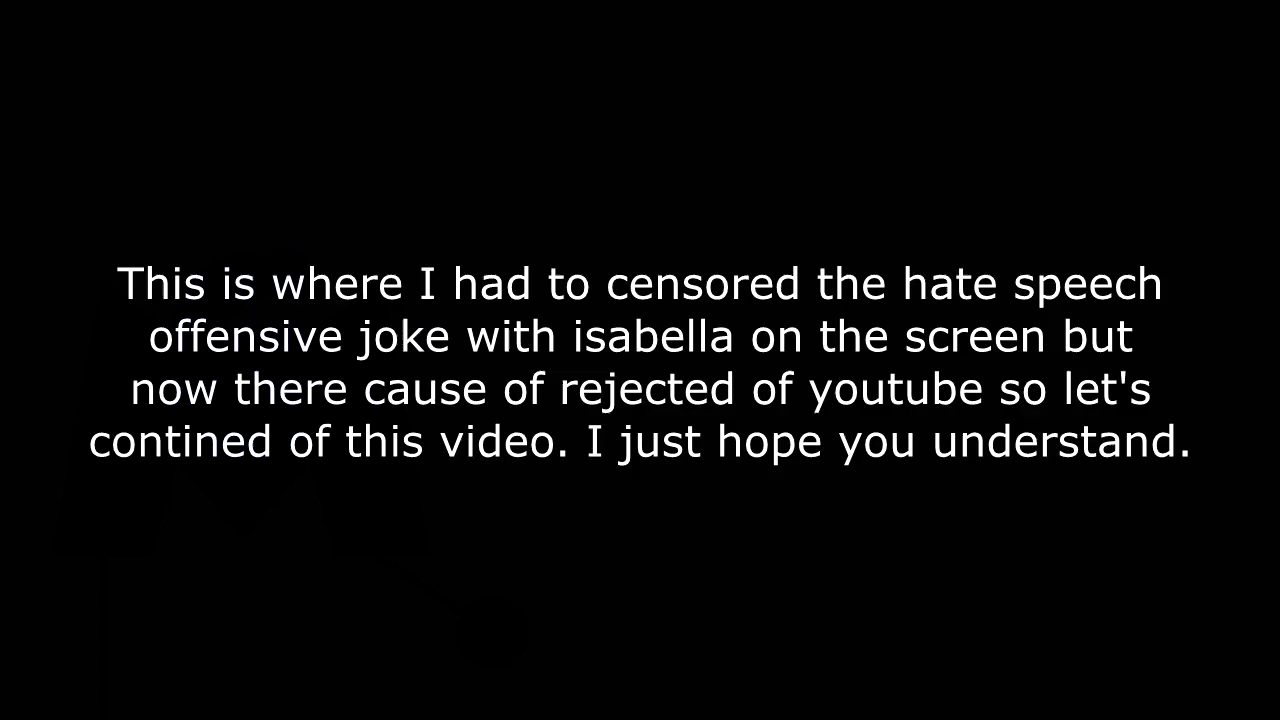 This is where I had to censored the hate speech
offensive joke with isabella on the screen but
now there cause of rejected of youtube so let's
contined of this video. I just hope you understand.